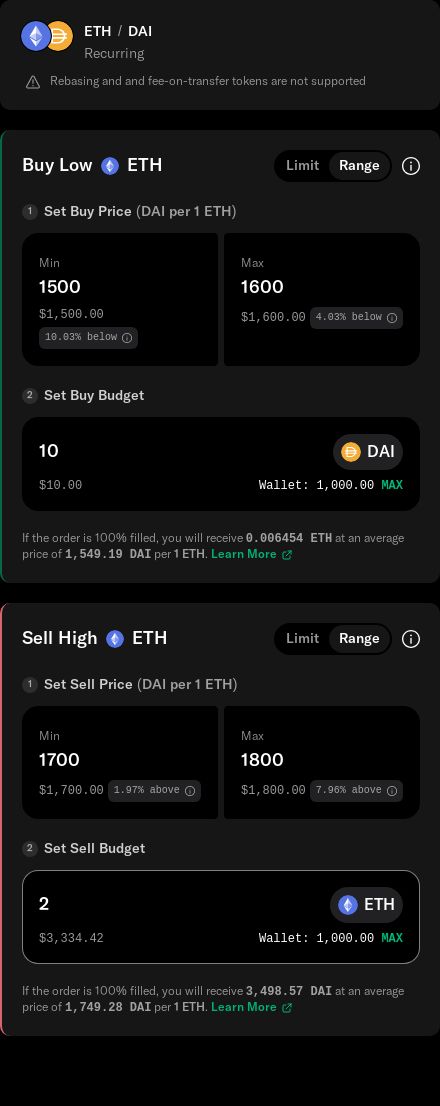 ETH / DAI
Recurring
Rebasing and and fee-on-transfer tokens are not supported
Buy Low ETH Limit Range
1 Set Buy Price (DAI per 1 ETH)
Min Max
1500 1600
$1,500.00 $1,600.00 4.03% below
10.03% below
2 Set Buy Budget
10 DAI
$10.00 Wallet: 1,000.00 MAX
If the order is 100% filled, you will receive 0.006454 ETH at an average
price of 1,549.19 DAI per 1 ETH. Learn More
Sell High ETH Limit Range
1 Set Sell Price (DAI per 1 ETH)
Min Max
1700 1800
$1,700.00 1.97% above $1,800.00 7.96% above
2 Set Sell Budget
2 ETH
$3,334.42 Wallet: 1,000.00 MAX
If the order is 100% filled, you will receive 3,498.57 DAI at an average
price of 1,749.28 DAI per 1 ETH. Learn More